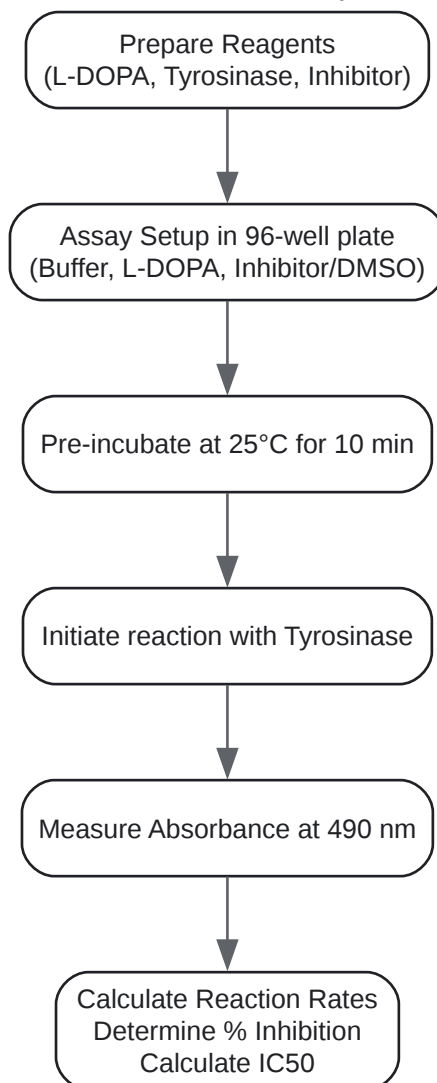 Prepare Reagents
(L-DOPA, Tyrosinase, Inhibitor)
Assay Setup in 96-well plate
(Buffer, L-DOPA, Inhibitor/DMSO)
Pre-incubate at 25°C for 10 min
Initiate reaction with Tyrosinase
Measure Absorbance at 490 nm
Calculate Reaction Rates
Determine % Inhibition
Calculate IC50